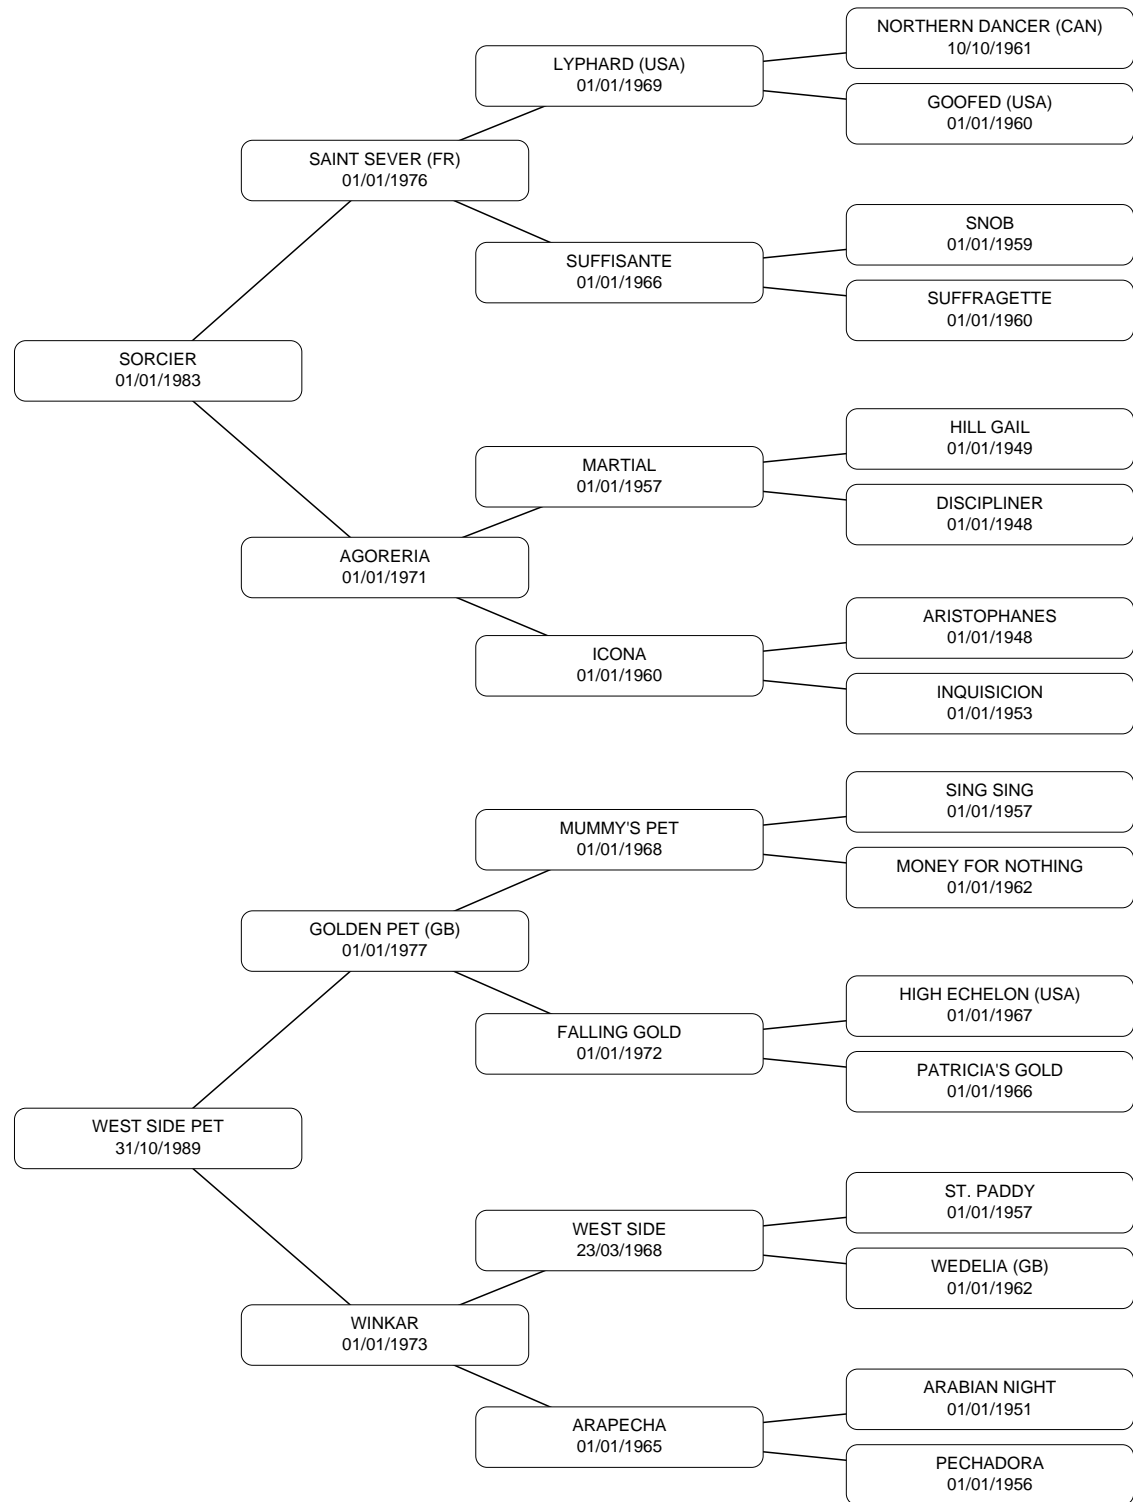 NORTHERN DANCER (CAN)
10/10/1961
LYPHARD (USA)
01/01/1969
GOOFED (USA)
01/01/1960
SAINT SEVER (FR)
01/01/1976
SNOB
01/01/1959
SUFFISANTE
01/01/1966
SUFFRAGETTE
01/01/1960
SORCIER
01/01/1983
HILL GAIL
01/01/1949
MARTIAL
01/01/1957
DISCIPLINER
01/01/1948
AGORERIA
01/01/1971
ARISTOPHANES
01/01/1948
ICONA
01/01/1960
INQUISICION
01/01/1953
SING SING
01/01/1957
MUMMY'S PET
01/01/1968
MONEY FOR NOTHING
01/01/1962
GOLDEN PET (GB)
01/01/1977
HIGH ECHELON (USA)
01/01/1967
FALLING GOLD
01/01/1972
PATRICIA'S GOLD
01/01/1966
WEST SIDE PET
31/10/1989
ST. PADDY
01/01/1957
WEST SIDE
23/03/1968
WEDELIA (GB)
01/01/1962
WINKAR
01/01/1973
ARABIAN NIGHT
01/01/1951
ARAPECHA
01/01/1965
PECHADORA
01/01/1956